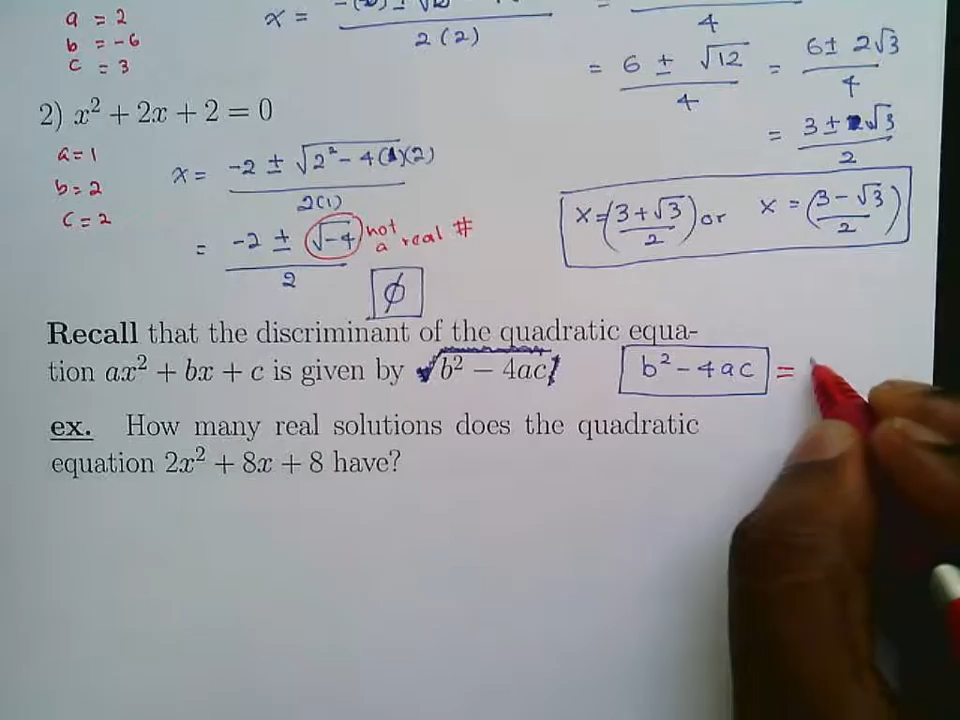 a = 2
b = -6
c = 3
x =
2(2)
=
4
= 6 ± √12 / 4 = 6 ± 2√3 / 4
= 3 ± √3 / 2
x = (3+√3 / 2) or x = (3-√3 / 2)
2) x² + 2x + 2 = 0
a = 1
b = 2
c = 2
x = -2 ± √2² - 4(1)(2) / 2(1)
= -2 ± √-4 / 2 not a real #
∅
Recall that the discriminant of the quadratic equa-
tion ax² + bx + c is given by √b² - 4ac b² - 4ac =
ex. How many real solutions does the quadratic
equation 2x² + 8x + 8 have?